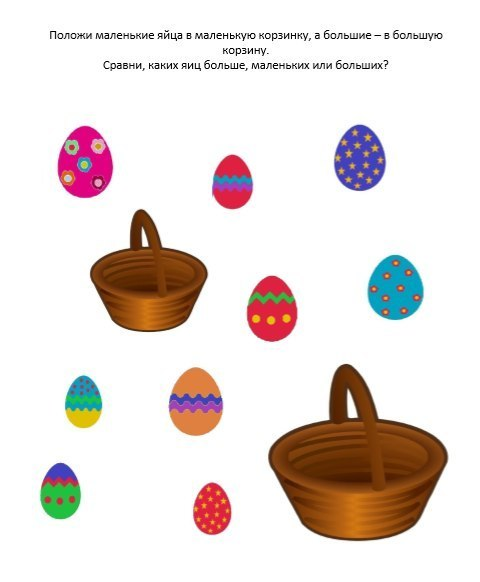 Положи маленькие яйца в маленькую корзинку, а большие – в большую
корзину.
Сравни, каких яиц больше, маленьких или больших?